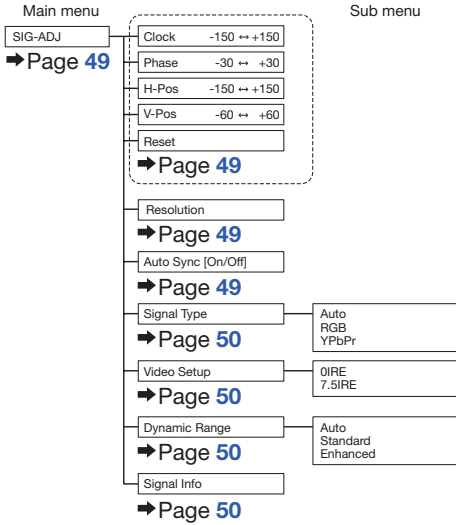 Main menu
Sub menu
SIG-ADJ
➡Page 49
Clock -150 ↔ +150
Phase -30 ↔ +30
H-Pos -150 ↔ +150
V-Pos -60 ↔ +60
Reset
➡Page 49
Resolution
➡Page 49
Auto Sync [On/Off]
➡Page 49
Signal Type
➡Page 50
Auto
RGB
YPbPr
Video Setup
➡Page 50
0IRE
7.5IRE
Dynamic Range
➡Page 50
Auto
Standard
Enhanced
Signal Info
➡Page 50